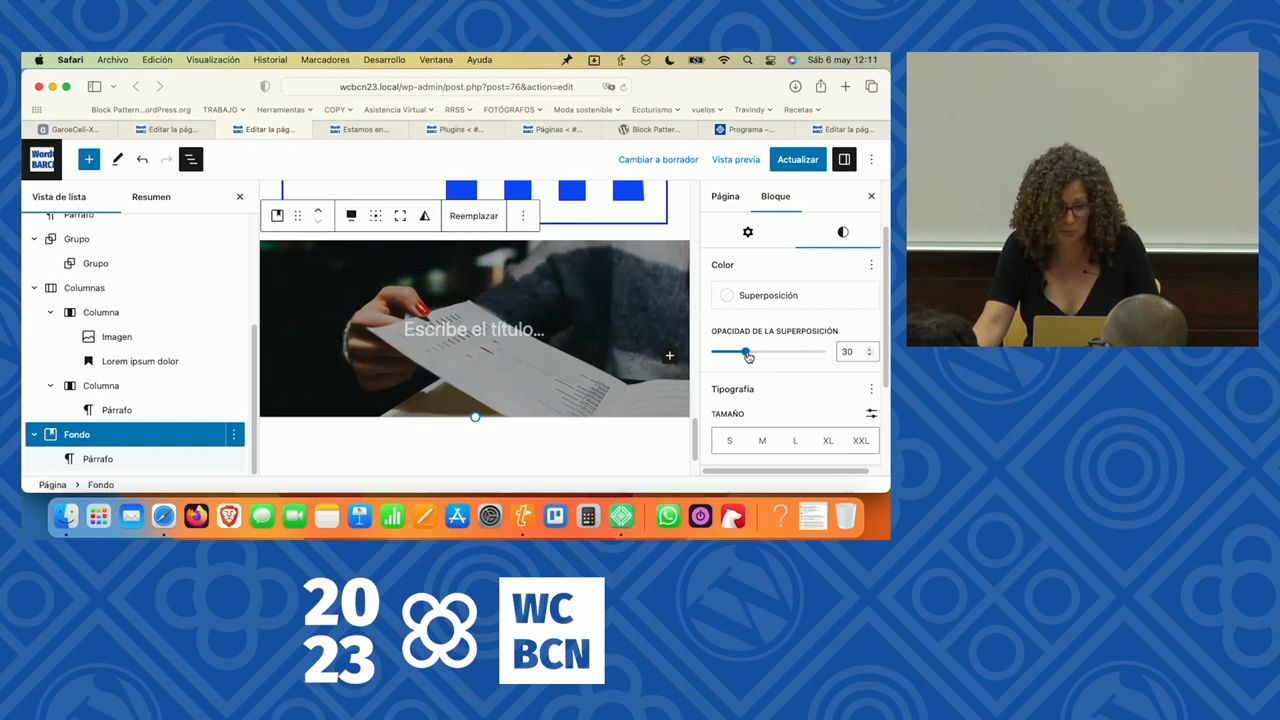 Safari Archivo Edición Visualización Historial Marcadores Desarrollo Ventana Ayuda Sáb 6 may 12:11
wcbcn23.local/wp-admin/post.php?post=76&action=edit
Block Pattern...ordPress.org TRABAJO Herramientas COPY Asistencia Virtual RRSS FOTÓGRAFOS Moda sostenible Ecoturismo vuelos Travindy Recetas
GaroeCeli-X... Editar la pág... Editar la pág... Estamos en... Plugins < #... Páginas < #... Block Patter... Programa –... Editar la pág...
Word
BARC
Cambiar a borrador Vista previa Actualizar
Vista de lista Resumen
Párrafo
Grupo
Grupo
Columnas
Columna
Imagen
Lorem ipsum dolor
Columna
Párrafo
Fondo
Párrafo
Página > Fondo
Reemplazar
Escribe el título...
Página Bloque
Color
Superposición
OPACIDAD DE LA SUPERPOSICIÓN
30
Tipografía
TAMAÑO
S M L XL XXL
20
23
WC
BCN